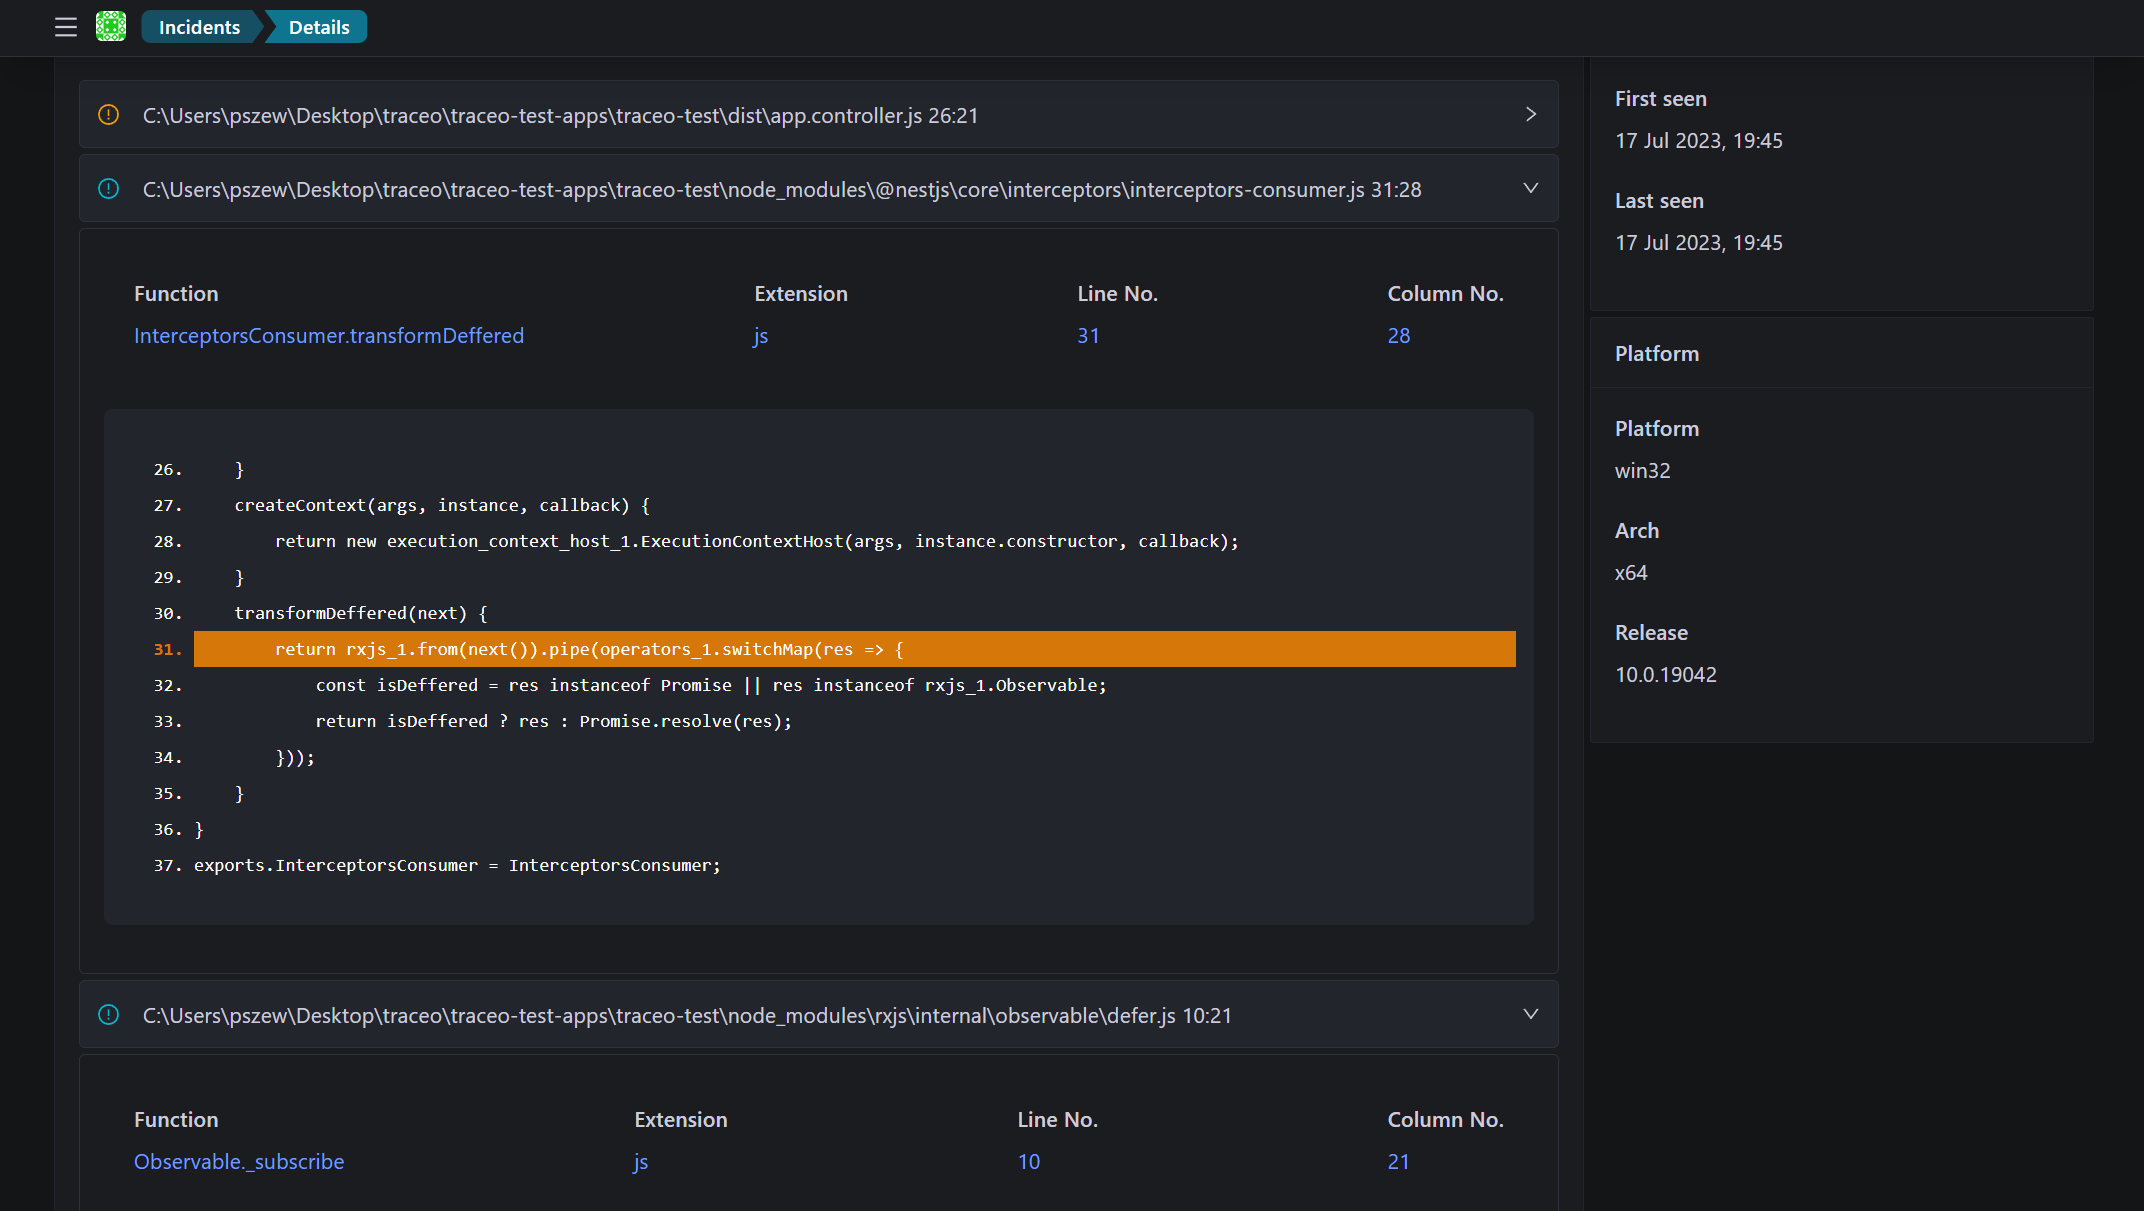 Incidents
Details
C:\Users\pszew\Desktop\traceo\traceo-test-apps\traceo-test\dist\app.controller.js 26:21
C:\Users\pszew\Desktop\traceo\traceo-test-apps\traceo-test\node_modules\@nestjs\core\interceptors\interceptors-consumer.js 31:28
Function Extension Line No. Column No.
InterceptorsConsumer.transformDeffered js 31 28
26.     }
27.     createContext(args, instance, callback) {
28.         return new execution_context_host_1.ExecutionContextHost(args, instance.constructor, callback);
29.     }
30.     transformDeffered(next) {
31.         return rxjs_1.from(next()).pipe(operators_1.switchMap(res => {
32.             const isDeffered = res instanceof Promise || res instanceof rxjs_1.Observable;
33.             return isDeffered ? res : Promise.resolve(res);
34.         }));
35.     }
36. }
37. exports.InterceptorsConsumer = InterceptorsConsumer;
C:\Users\pszew\Desktop\traceo\traceo-test-apps\traceo-test\node_modules\rxjs\internal\observable\defer.js 10:21
Function Extension Line No. Column No.
Observable._subscribe js 10 21
First seen
17 Jul 2023, 19:45
Last seen
17 Jul 2023, 19:45
Platform
Platform
win32
Arch
x64
Release
10.0.19042